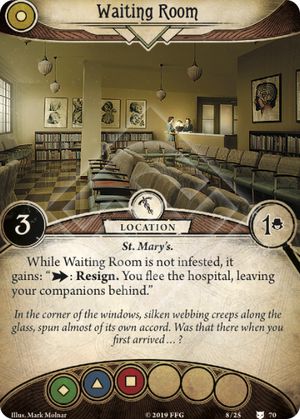 Waiting Room
3
LOCATION
1
St. Mary's.
While Waiting Room is not infested, it
gains: “: Resign. You flee the hospital, leaving
your companions behind.”
In the corner of the windows, silken webbing creeps along the
glass, spun almost of its own accord. Was that there when you
first arrived . . . ?
Illus. Mark Molnar
© 2019 FFG
8/25
70